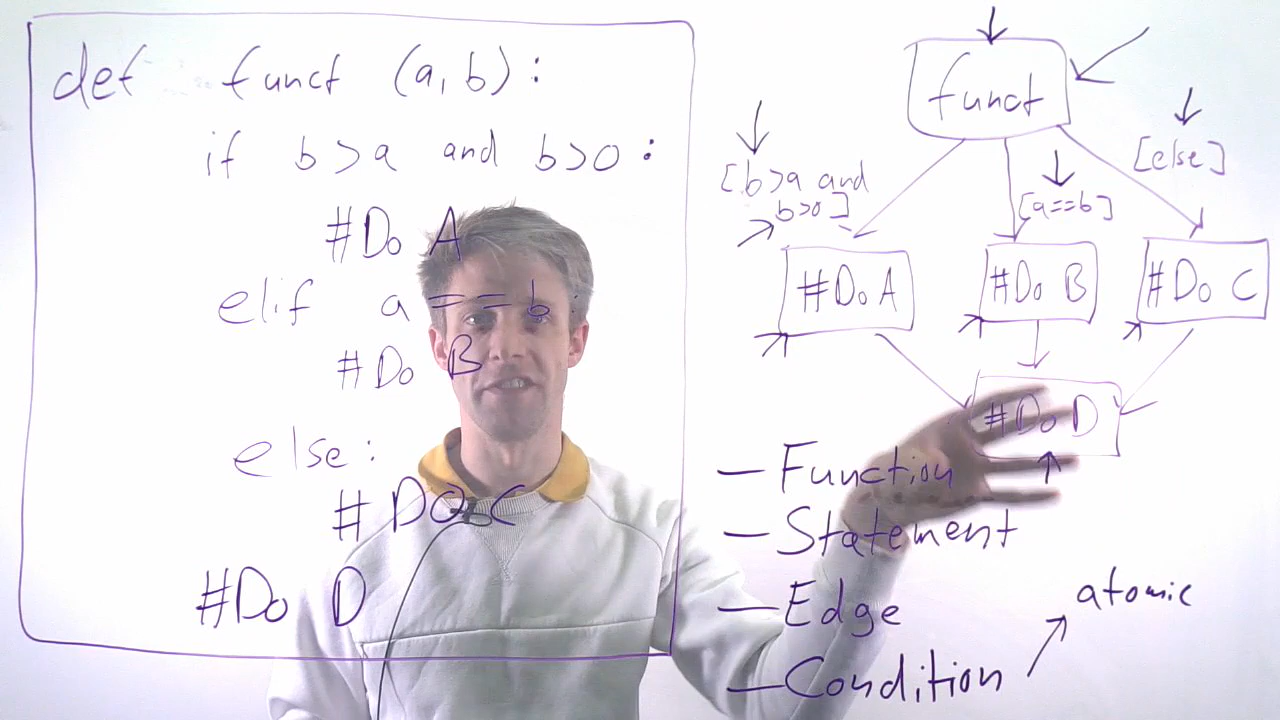 def funct (a,b):
if b>a and b>0:
#Do A
elif a == b:
#Do B
else:
#Do C
#Do D
funct
[b>a and
b>0]
[a==b]
[else]
#Do A
#Do B
#Do C
#Do D
- Function
- Statement
- Edge
- Condition
atomic